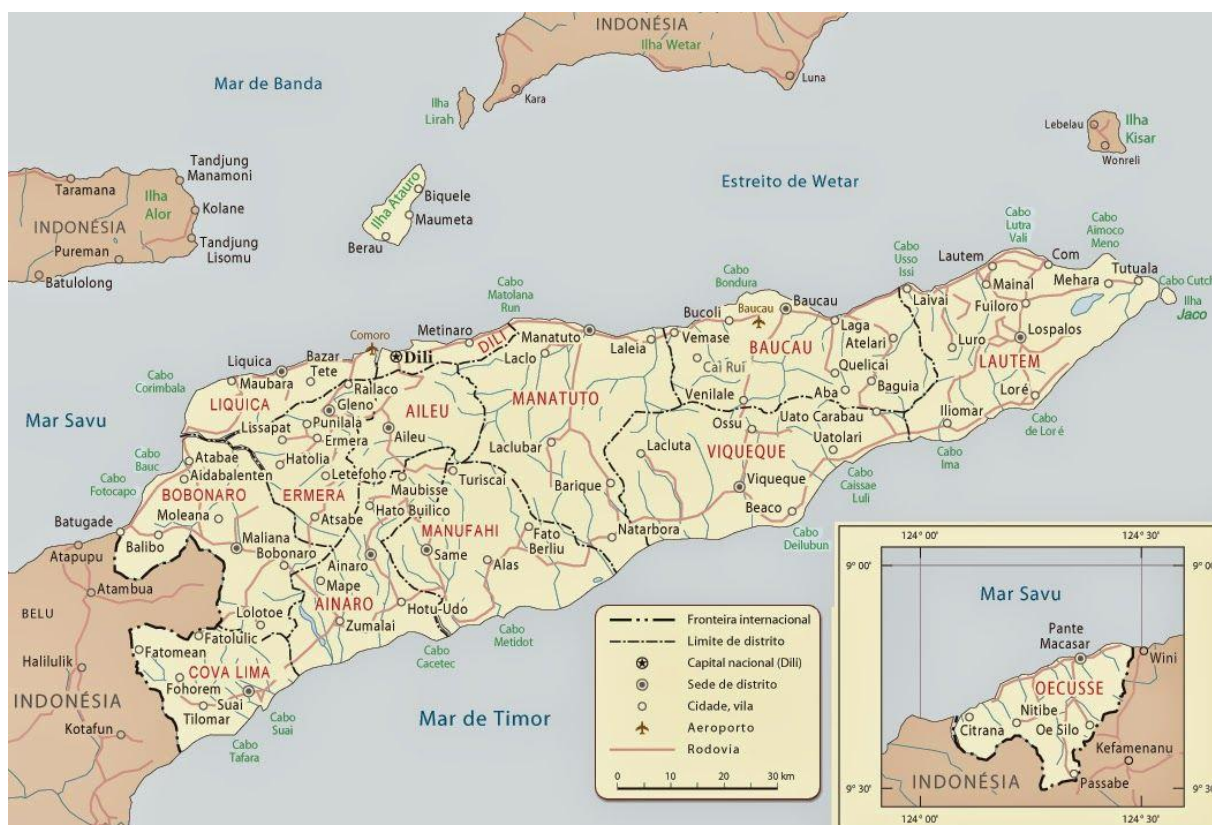 INDONÉSIA
Ilha Wetar
Luna
Kara
Mar de Banda
Ilha
Lirah
Lebelau
Ilha
Kisar
Wonreli
Tandjung
Manamoni
Taramana
Ilha
Alor
Kolane
INDONÉSIA
Tandjung
Lisomu
Pureman
Batulolong
Ilha Atauro
Biquele
Maumeta
Berau
Estreito de Wetar
Cabo
Lutra
Vali
Cabo
Aimoco
Meno
Cabo
Usso
Issi
Cabo
Bondura
Cabo
Matolana
Run
Lautem
Com
Tutuala
Mehara
Cabo Cutch
Ilha
Jaco
Mainal
Laivai
Fuiloro
Lospalos
Luro
LAUTEM
Loré
Iliomar
Cabo
de Lor é
Cabo
Ima
Bucoli
Baucau
Baucau
Vemase
BAUCAU
Laga
Atelari
Cai Rui
Quelicai
Baguia
Aba
Venilale
Laleia
Metinaro
DILI
Manatuto
Laclo
MANATUTO
Comoro
Dili
Bazar
Tete
Liquica
Maubara
Railaco
LIQUICA
Gleno
AILEU
Lissapat
Punilala
Aileu
Ermera
Hatolia
Letefoho
Cabo
Corimbala
Mar Savu
Cabo
Bauc
Cabo
Fotocapo
Atabae
Aidabalenten
BOBONARO
Moleana
ERMERA
Atsabe
Maubisse
Hato Builico
Turiscai
MANUFAHI
Laclubar
Barique
Lacluta
Ossu
Uato Carabau
Uatolari
VIQUEQUE
Viqueque
Beaco
Cabo
Caissae
Luli
Cabo
Deilubun
Natarbora
Fato
Berliu
Same
Alas
Batugade
Balibo
Maliana
Bobonaro
Ainaro
Mape
AINARO
Hotu-Udo
Zumalai
Lolotoe
Atapupu
Atambua
BELU
Halilulik
INDONÉSIA
Kotafun
Fatolulic
Fatomean
COVA LIMA
Fohorem
Suai
Tilomar
Cabo
Suai
Cabo
Tafara
Cabo
Cacetec
Cabo
Metidot
Mar de Timor
Fronteira internacional
Limite de distrito
Capital nacional (Dili)
Sede de distrito
Cidade, vila
Aeroporto
Rodovia
0 10 20 30 km
124° 00' 124° 30'
9° 00' 9° 00'
Mar Savu
Pante
Macasar
Wini
OECUSSE
Nitibe
Citrana
Oe Silo
Kefamenanu
INDONÉSIA
Passabe
9° 30' 9° 30'
124° 00' 124° 30'